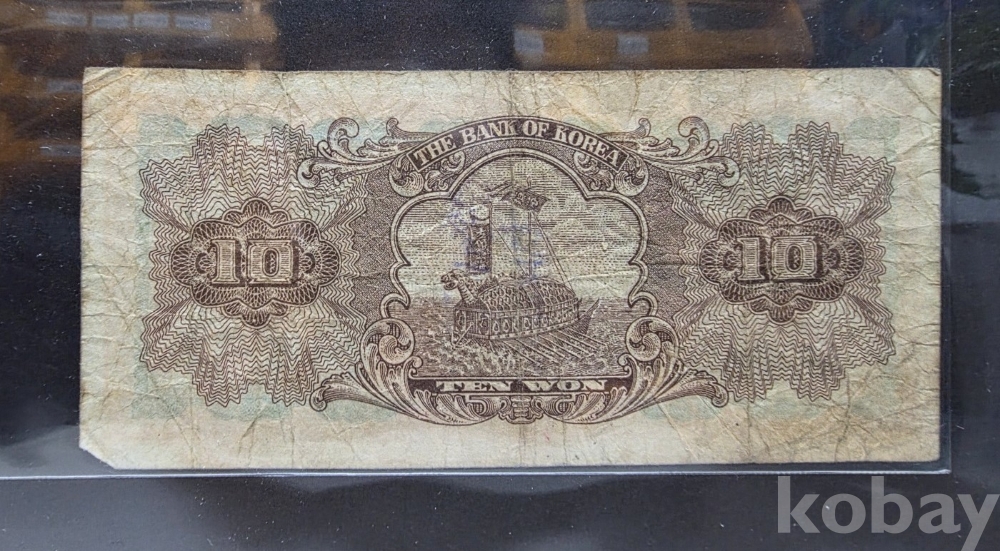 THE BANK OF KOREA
10
10
TEN WON
kobay